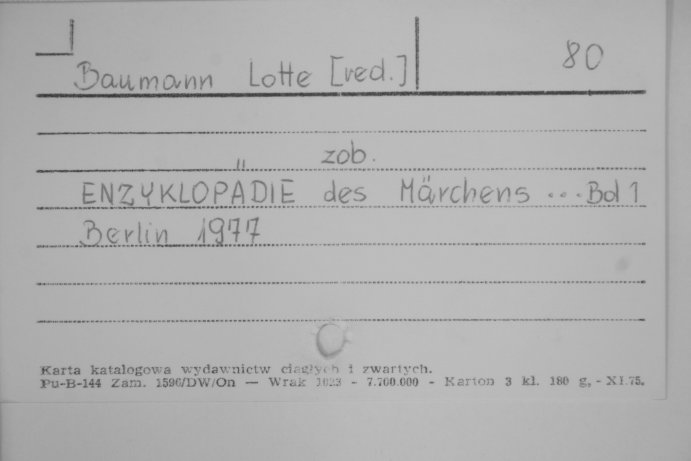 Baumann Lotte [red.] 80
" zob.
ENZYKLOPÄDIE des Märchens ... Bd 1
Berlin 1977
Karta katalogowa wydawnictw ciągłych i zwartych.
Pu-B-144 Zam. 1596/DW/On — Wrak 1023 - 7.700.000 - Karton 3 kl. 180 g, - XI.75.